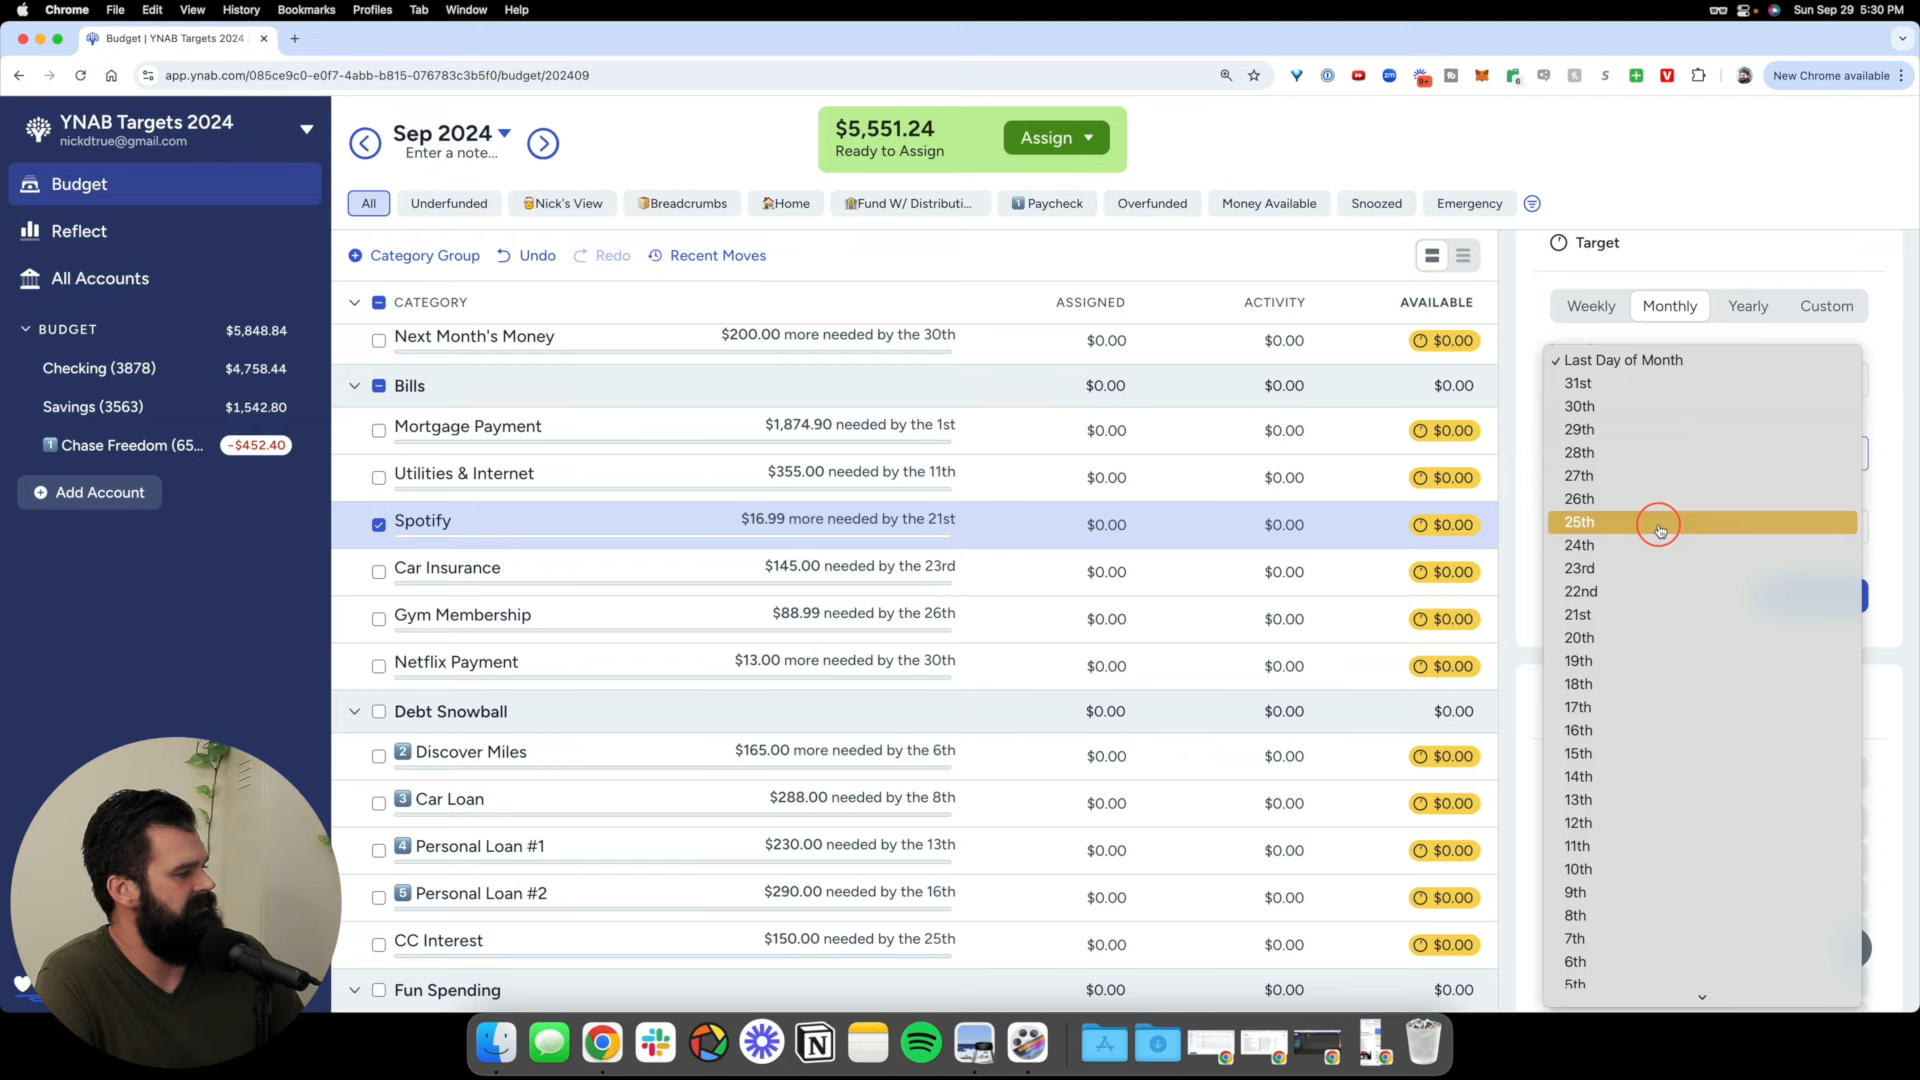 Chrome File Edit View History Bookmarks Profiles Tab Window Help
Sun Sep 29 5:30 PM
Budget | YNAB Targets 2024
app.ynab.com/085ce9c0-e0f7-4abb-b815-076783c3b5f0/budget/202409
9+
6
New Chrome available
YNAB Targets 2024
nickdtrue@gmail.com
Budget
Reflect
All Accounts
BUDGET $5,848.84
Checking (3878) $4,758.44
Savings (3563) $1,542.80
1 Chase Freedom (65... -$452.40
Add Account
Sep 2024
Enter a note...
$5,551.24
Ready to Assign
Assign
All
Underfunded
Nick's View
Breadcrumbs
Home
Fund W/ Distributi...
1 Paycheck
Overfunded
Money Available
Snoozed
Emergency
Category Group
Undo
Redo
Recent Moves
CATEGORY ASSIGNED ACTIVITY AVAILABLE
Next Month's Money $200.00 more needed by the 30th $0.00 $0.00 $0.00
Bills $0.00 $0.00 $0.00
Mortgage Payment $1,874.90 needed by the 1st $0.00 $0.00 $0.00
Utilities & Internet $355.00 needed by the 11th $0.00 $0.00 $0.00
Spotify $16.99 more needed by the 21st $0.00 $0.00 $0.00
Car Insurance $145.00 needed by the 23rd $0.00 $0.00 $0.00
Gym Membership $88.99 needed by the 26th $0.00 $0.00 $0.00
Netflix Payment $13.00 more needed by the 30th $0.00 $0.00 $0.00
Debt Snowball $0.00 $0.00 $0.00
2 Discover Miles $165.00 more needed by the 6th $0.00 $0.00 $0.00
3 Car Loan $288.00 needed by the 8th $0.00 $0.00 $0.00
4 Personal Loan #1 $230.00 needed by the 13th $0.00 $0.00 $0.00
5 Personal Loan #2 $290.00 needed by the 16th $0.00 $0.00 $0.00
CC Interest $150.00 needed by the 25th $0.00 $0.00 $0.00
Fun Spending $0.00 $0.00 $0.00
Target
Weekly Monthly Yearly Custom
Last Day of Month
31st
30th
29th
28th
27th
26th
25th
24th
23rd
22nd
21st
20th
19th
18th
17th
16th
15th
14th
13th
12th
11th
10th
9th
8th
7th
6th
5th